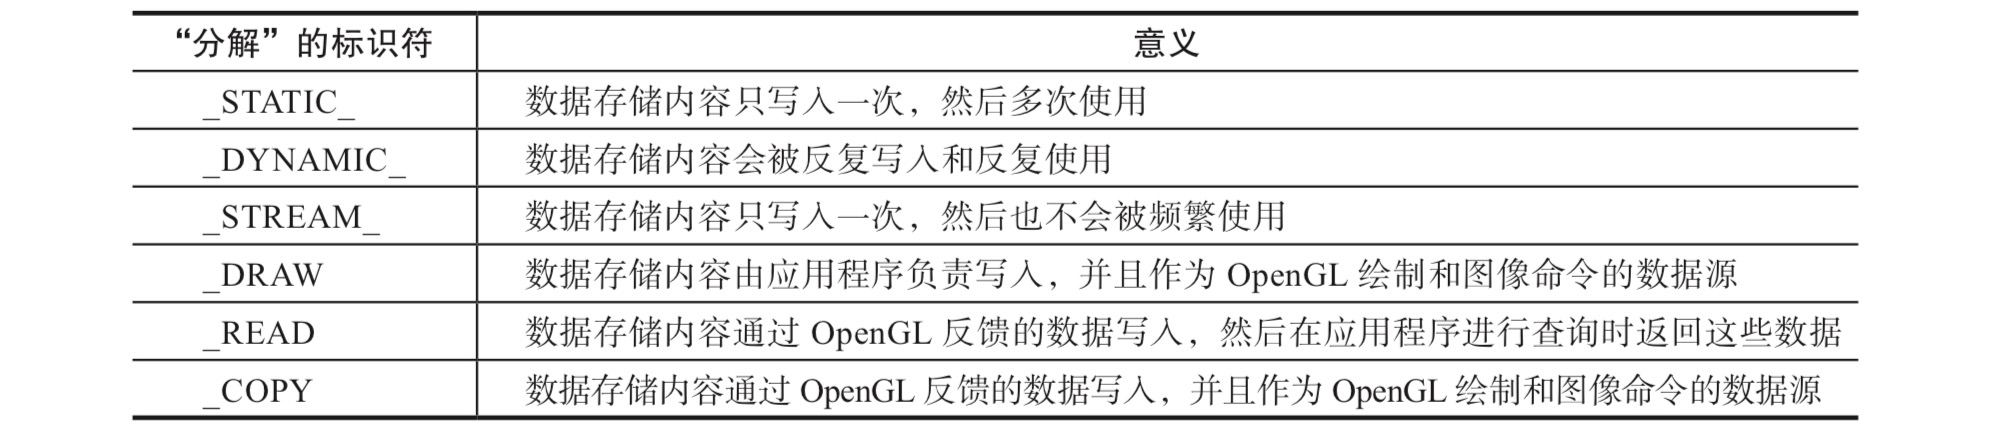 “分解”的标识符 意义
_STATIC_ 数据存储内容只写入一次，然后多次使用
_DYNAMIC_ 数据存储内容会被反复写入和反复使用
_STREAM_ 数据存储内容只写入一次，然后也不会被频繁使用
_DRAW 数据存储内容由应用程序负责写入，并且作为 OpenGL 绘制和图像命令的数据源
_READ 数据存储内容通过 OpenGL 反馈的数据写入，然后在应用程序进行查询时返回这些数据
_COPY 数据存储内容通过 OpenGL 反馈的数据写入，并且作为 OpenGL 绘制和图像命令的数据源